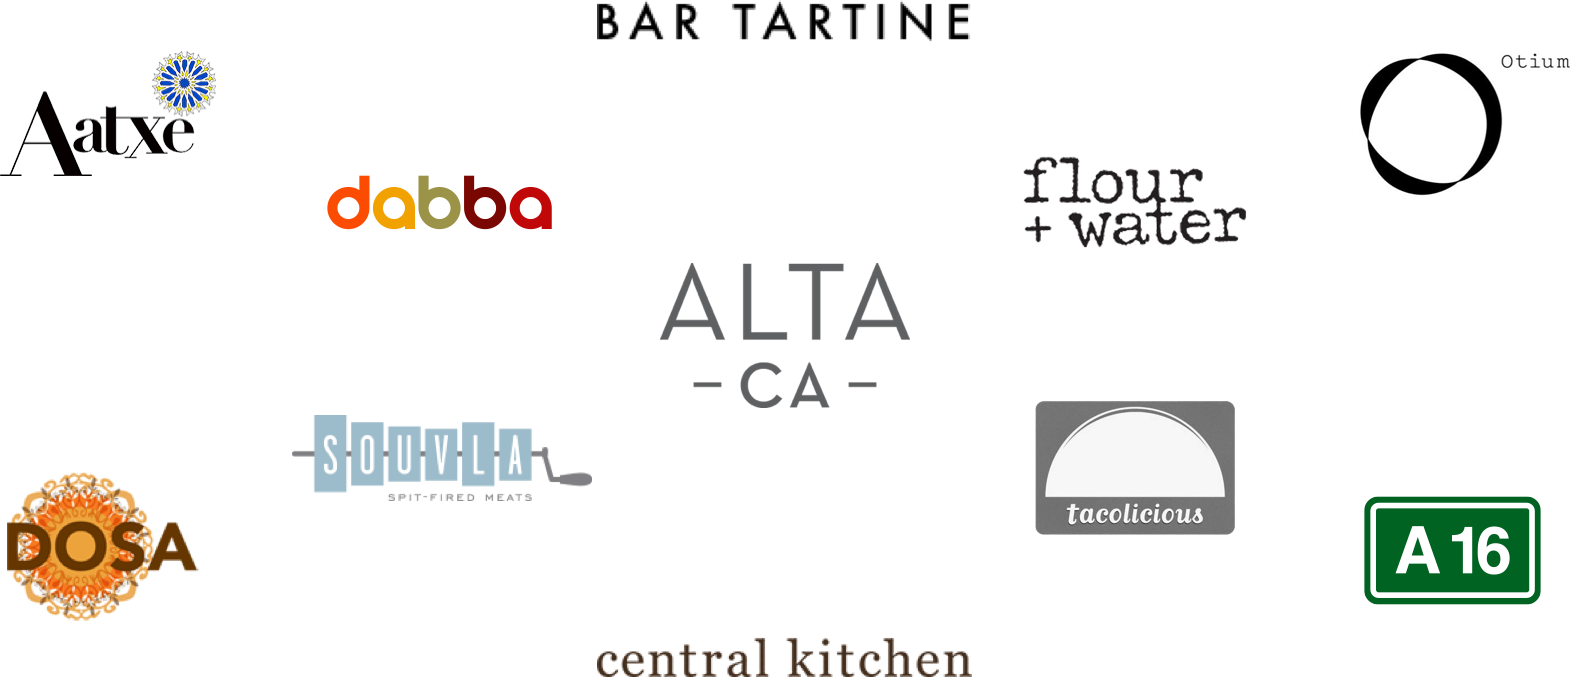 BAR TARTINE
Otium
Aatxe
dabba
flour
+ water
ALTA
– CA –
SOUVLA
SPIT-FIRED MEATS
tacolicious
DOSA
A 16
central kitchen